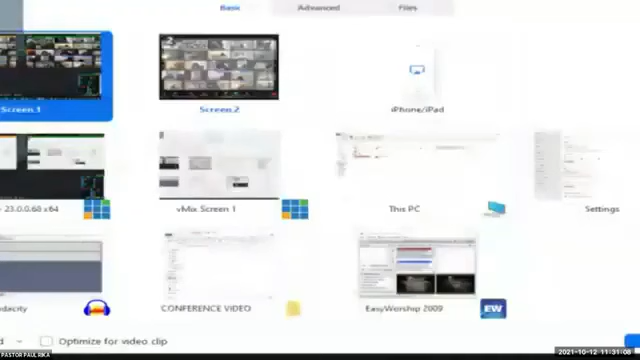 Basic Advanced Files
Screen 1 Screen 2 iPhone/iPad
23.0.0.68 x64 vMix Screen 1 This PC Settings
dacity CONFERENCE VIDEO EasyWorship 2009 EW
Optimize for video clip
PASTOR PAUL RIKA 2021-10-12 11:31:08